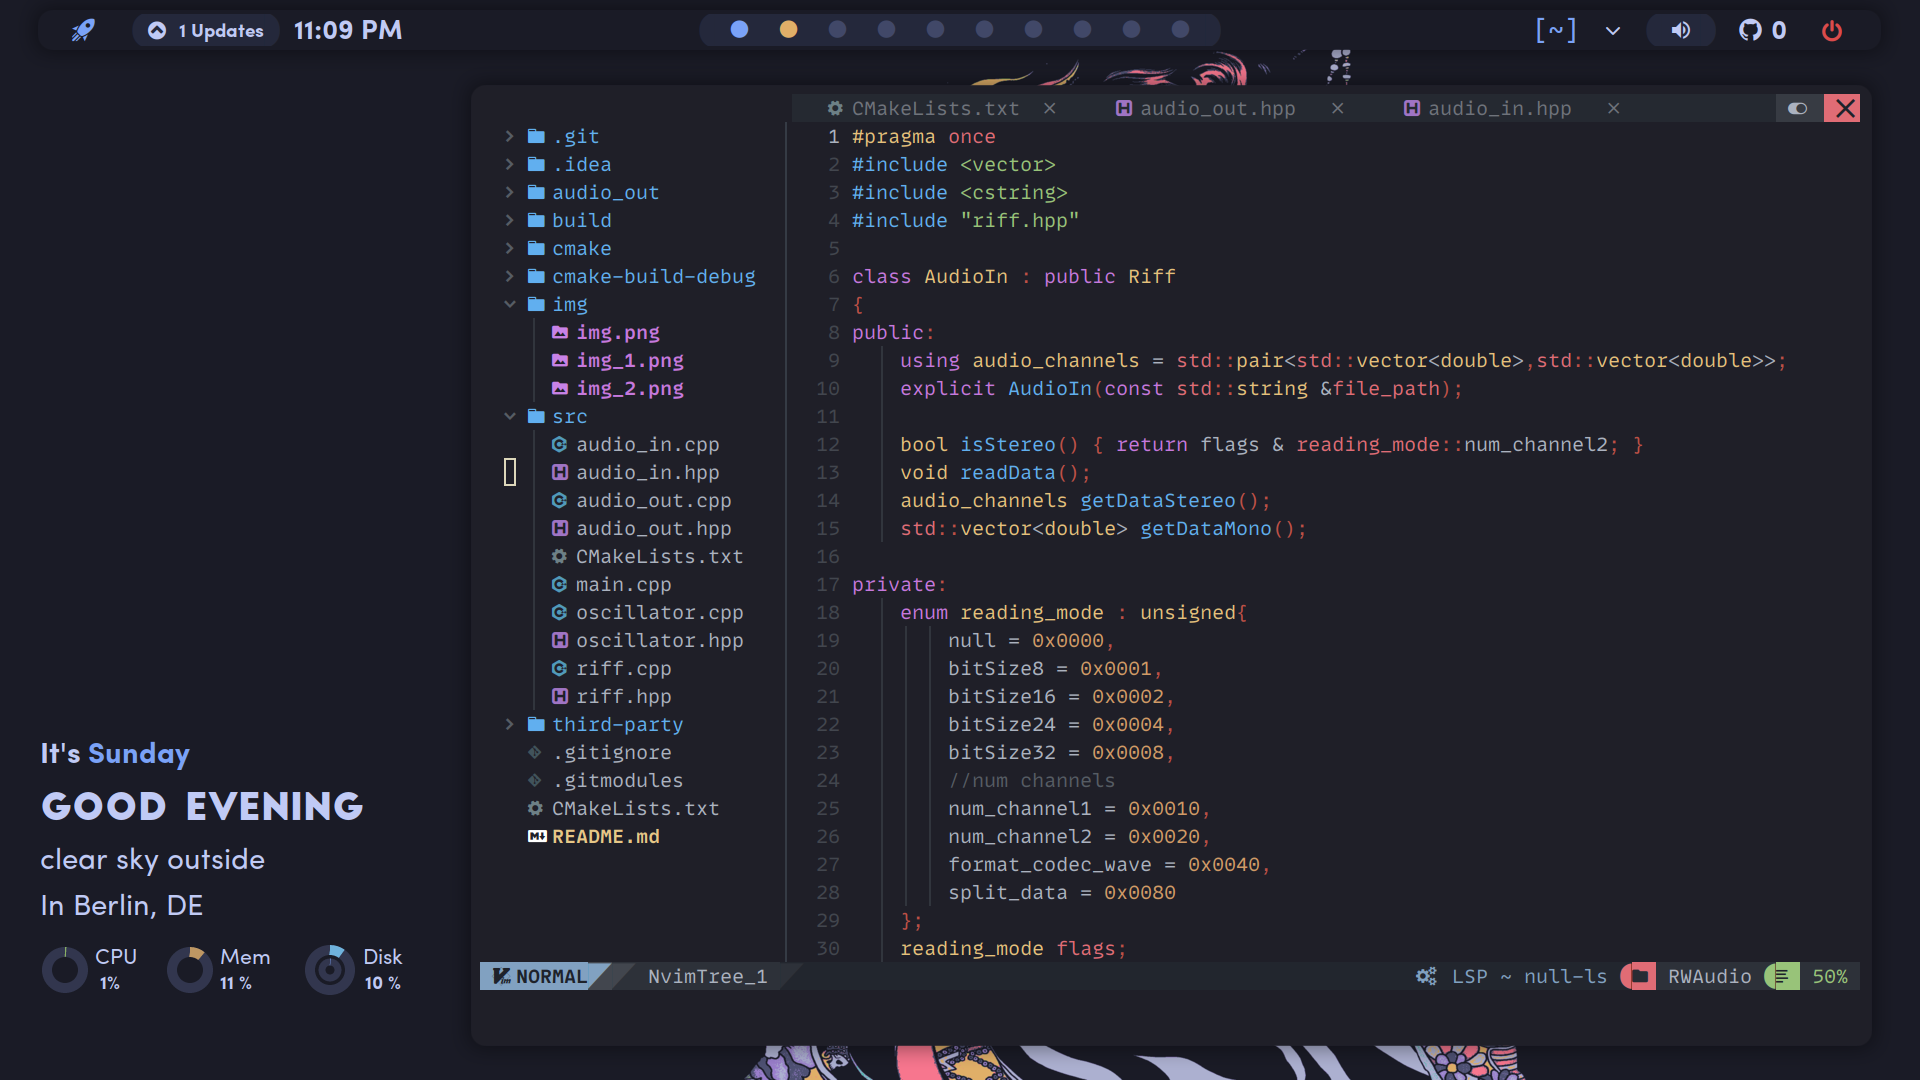 1 Updates 11:09 PM [~] 0
CMakeLists.txt × audio_out.hpp × audio_in.hpp ×
.git
.idea
audio_out
build
cmake
cmake-build-debug
img
img.png
img_1.png
img_2.png
src
audio_in.cpp
audio_in.hpp
audio_out.cpp
audio_out.hpp
CMakeLists.txt
main.cpp
oscillator.cpp
oscillator.hpp
riff.cpp
riff.hpp
third-party
.gitignore
.gitmodules
CMakeLists.txt
README.md
1 #pragma once
2 #include <vector>
3 #include <cstring>
4 #include "riff.hpp"
5
6 class AudioIn : public Riff
7 {
8 public:
9     using audio_channels = std::pair<std::vector<double>,std::vector<double>>;
10     explicit AudioIn(const std::string &file_path);
11
12     bool isStereo() { return flags & reading_mode::num_channel2; }
13     void readData();
14     audio_channels getDataStereo();
15     std::vector<double> getDataMono();
16
17 private:
18     enum reading_mode : unsigned{
19         null = 0x0000,
20         bitSize8 = 0x0001,
21         bitSize16 = 0x0002,
22         bitSize24 = 0x0004,
23         bitSize32 = 0x0008,
24         //num channels
25         num_channel1 = 0x0010,
26         num_channel2 = 0x0020,
27         format_codec_wave = 0x0040,
28         split_data = 0x0080
29     };
30     reading_mode flags;
NORMAL NvimTree_1 LSP ~ null-ls RWAudio 50%
It's Sunday
GOOD EVENING
clear sky outside
In Berlin, DE
CPU Mem Disk
1% 11 % 10 %